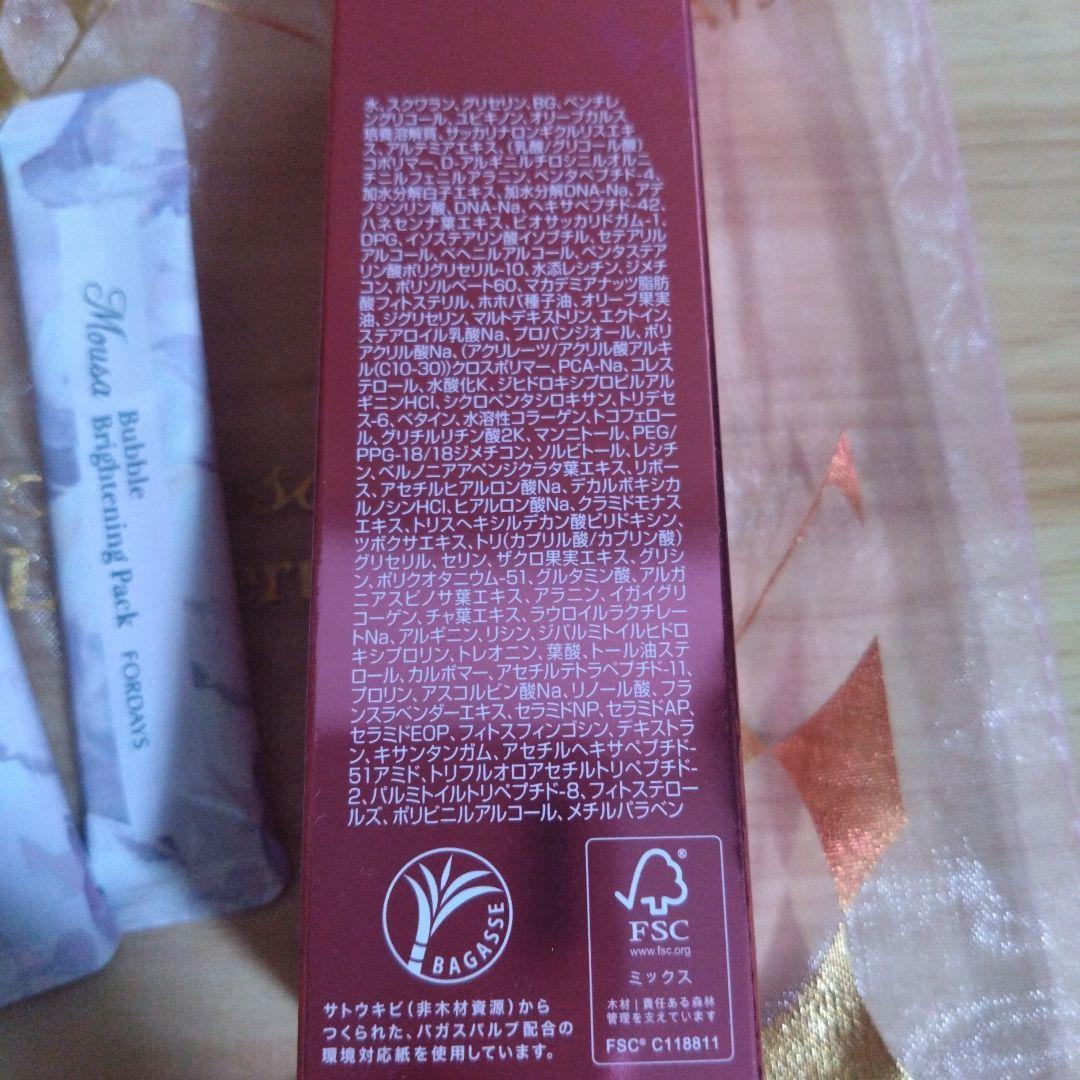 水、スクワラン、グリセリン、BG、ペンチレ
ングリコール、ユビキノン、オリーブカルス
培養溶解質、サッカリナロンギクルリスエキ
ス、アルテミアエキス、(乳酸/グリコール酸)
コポリマー、D-アルギニルチロシニルオルニ
チニルフェニルアラニン、ペンタペプチド-4、
加水分解白子エキス、加水分解DNA-Na、アデ
ノシンリン酸、DNA-Na、ヘキサペプチド-42、
ハネセンナ葉エキス、ビオサッカリドガム-1、
DPG、イソステアリン酸イソプチル、セテアリル
アルコール、ベヘニルアルコール、ペンタステア
リン酸ポリグリセリル-10、水添レシチン、ジメチ
コン、ポリソルベート60、マカデミアナッツ脂肪
酸フィトステリル、ホホバ種子油、オリーブ果実
油、ジグリセリン、マルトデキストリン、エクトイン、
ステアロイル乳酸Na、プロパンジオール、ポリ
アクリル酸Na、(アクリレーツ/アクリル酸アルキ
ル(C10-30))クロスポリマー、PCA-Na、コレス
テロール、水酸化K、ジヒドロキシプロピルアル
ギニンHCl、シクロペンタシロキサン、トリデセ
ス-6、ベタイン、水溶性コラーゲン、トコフェロー
ル、グリチルリチン酸2K、マンニトール、PEG/
PPG-18/18ジメチコン、ソルビトール、レシチ
ン、ベルノニアアペンジクラタ葉エキス、リボー
ス、アセチルヒアルロン酸Na、デカルボキシカ
ルノシンHCl、ヒアルロン酸Na、クラミドモナス
エキス、トリスヘキシルデカン酸ピリドキシン、
ツボクサエキス、トリ(カプリル酸/カプリン酸)
グリセリル、セリン、ザクロ果実エキス、グリシ
ン、ポリクオタニウム-51、グルタミン酸、アルガ
ニアスピノサ葉エキス、アラニン、イガイグリ
コーゲン、チャ葉エキス、ラウロイルラクチレー
トNa、アルギニン、リシン、ジパルミトイルヒドロ
キシプロリン、トレオニン、葉酸、トール油ステ
ロール、カルボマー、アセチルテトラペプチド-11、
プロリン、アスコルビン酸Na、リノール酸、フラ
ンスラベンダーエキス、セラミドNP、セラミドAP、
セラミドEOP、フィトスフィンゴシン、デキストラ
ン、キサンタンガム、アセチルヘキサペプチド-
51アミド、トリフルオロアセチルトリペプチド-
2、パルミトイルトリペプチド-8、フィトステロー
ルズ、ポリビニルアルコール、メチルパラベン
BAGASSE
サトウキビ(非木材資源)から
つくられた、バガスパルプ配合の
環境対応紙を使用しています。
®
FSC
www.fsc.org
ミックス
木材|責任ある森林
管理を支えています
FSC® C118811
Mousa
Bubble
Brightening Pack
FORDAYS